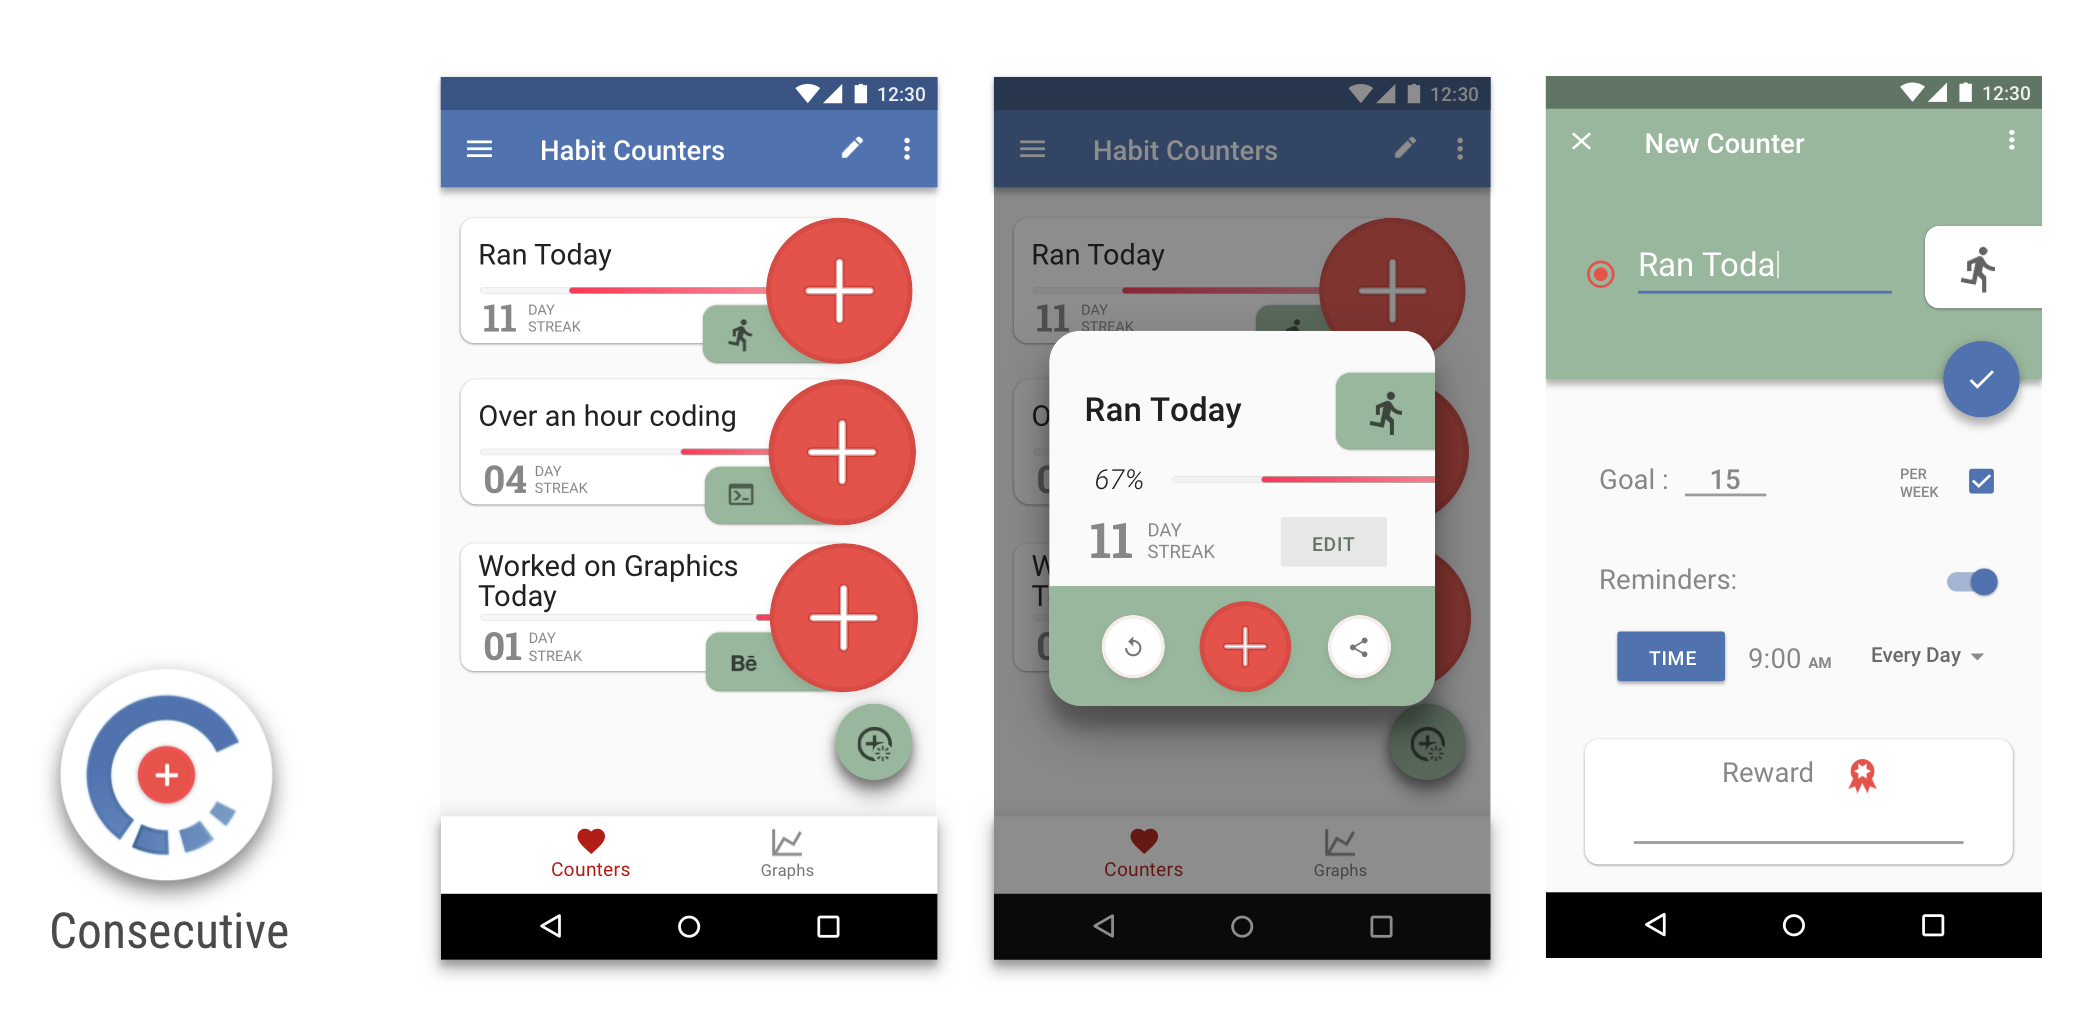 Consecutive
12:30
Habit Counters
Ran Today
11 DAY STREAK
Over an hour coding
04 DAY STREAK
Worked on Graphics
Today
01 DAY STREAK
Bē
Counters
Graphs
12:30
Habit Counters
Ran Today
11 DAY STREAK
O
0
W
T
0
Ran Today
67%
11 DAY STREAK
EDIT
Counters
Graphs
12:30
New Counter
Ran Toda
Goal : 15
PER WEEK
Reminders:
TIME
9:00 AM
Every Day
Reward